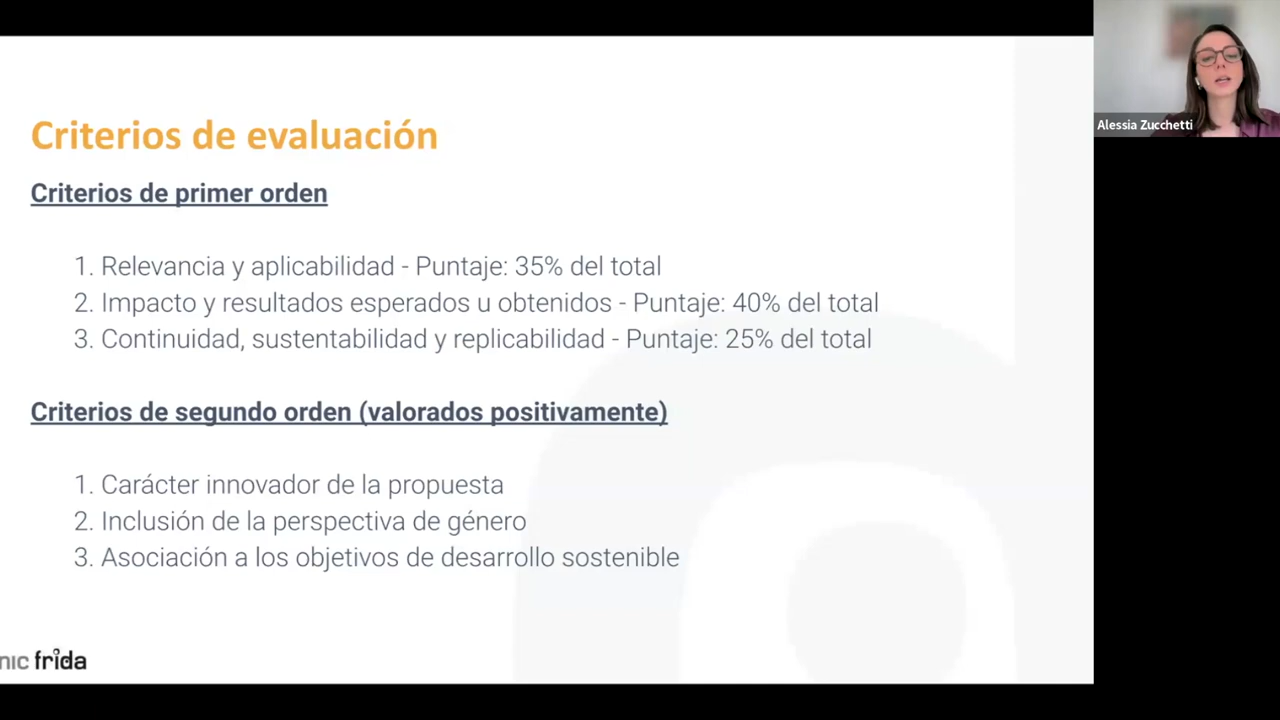 Criterios de evaluación
Criterios de primer orden
1. Relevancia y aplicabilidad - Puntaje: 35% del total
2. Impacto y resultados esperados u obtenidos - Puntaje: 40% del total
3. Continuidad, sustentabilidad y replicabilidad - Puntaje: 25% del total
Criterios de segundo orden (valorados positivamente)
1. Carácter innovador de la propuesta
2. Inclusión de la perspectiva de género
3. Asociación a los objetivos de desarrollo sostenible
nic frida
Alessia Zucchetti